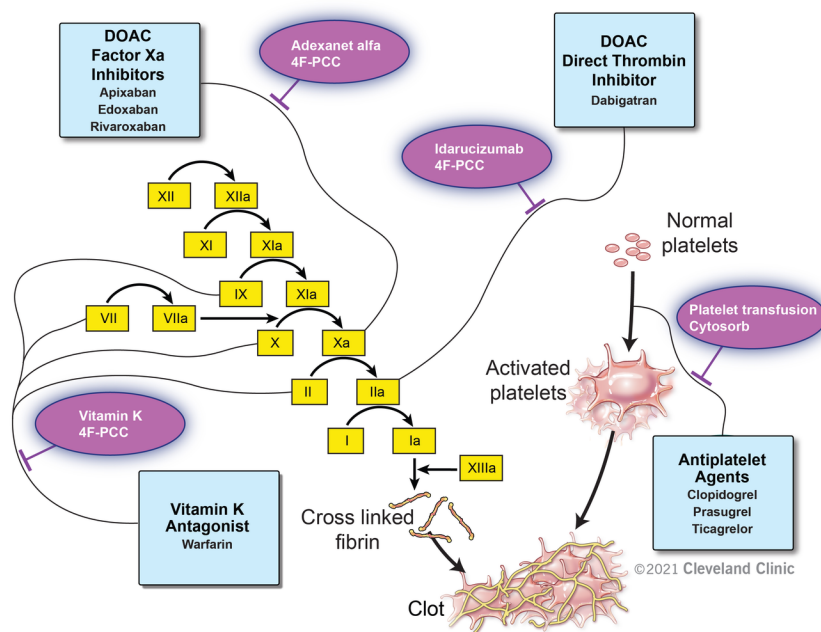 DOAC
Factor Xa
Inhibitors
Apixaban
Edoxaban
Rivaroxaban
Adexanet alfa
4F-PCC
DOAC
Direct Thrombin
Inhibitor
Dabigatran
Idarucizumab
4F-PCC
XII
XIIa
XI
XIa
IX
XIa
VII
VIIa
X
Xa
II
IIa
I
Ia
XIIIa
Normal
platelets
Platelet transfusion
Cytosorb
Activated
platelets
Vitamin K
4F-PCC
Vitamin K
Antagonist
Warfarin
Cross linked
fibrin
Antiplatelet
Agents
Clopidogrel
Prasugrel
Ticagrelor
©2021 Cleveland Clinic
Clot